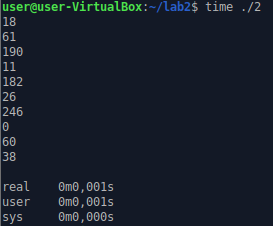 user@user-VirtualBox:~/lab2$ time ./2
18
61
190
11
182
26
246
0
60
38
real 0m0,001s
user 0m0,001s
sys 0m0,000s